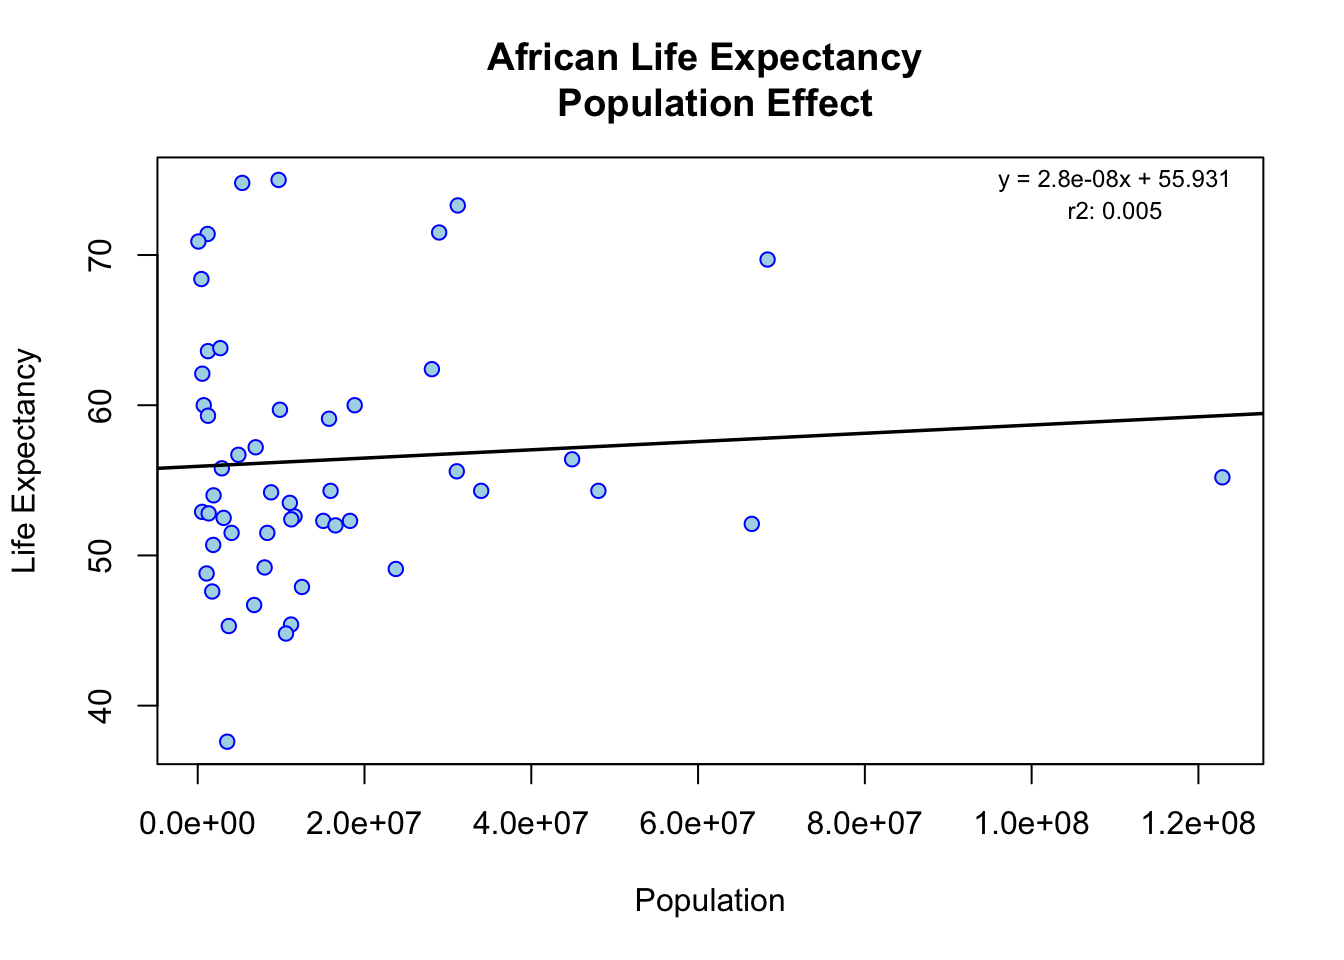 African Life Expectancy
Population Effect
y = 2.8e-08x + 55.931
r2: 0.005
Life Expectancy
70
60
50
40
0.0e+00 2.0e+07 4.0e+07 6.0e+07 8.0e+07 1.0e+08 1.2e+08
Population